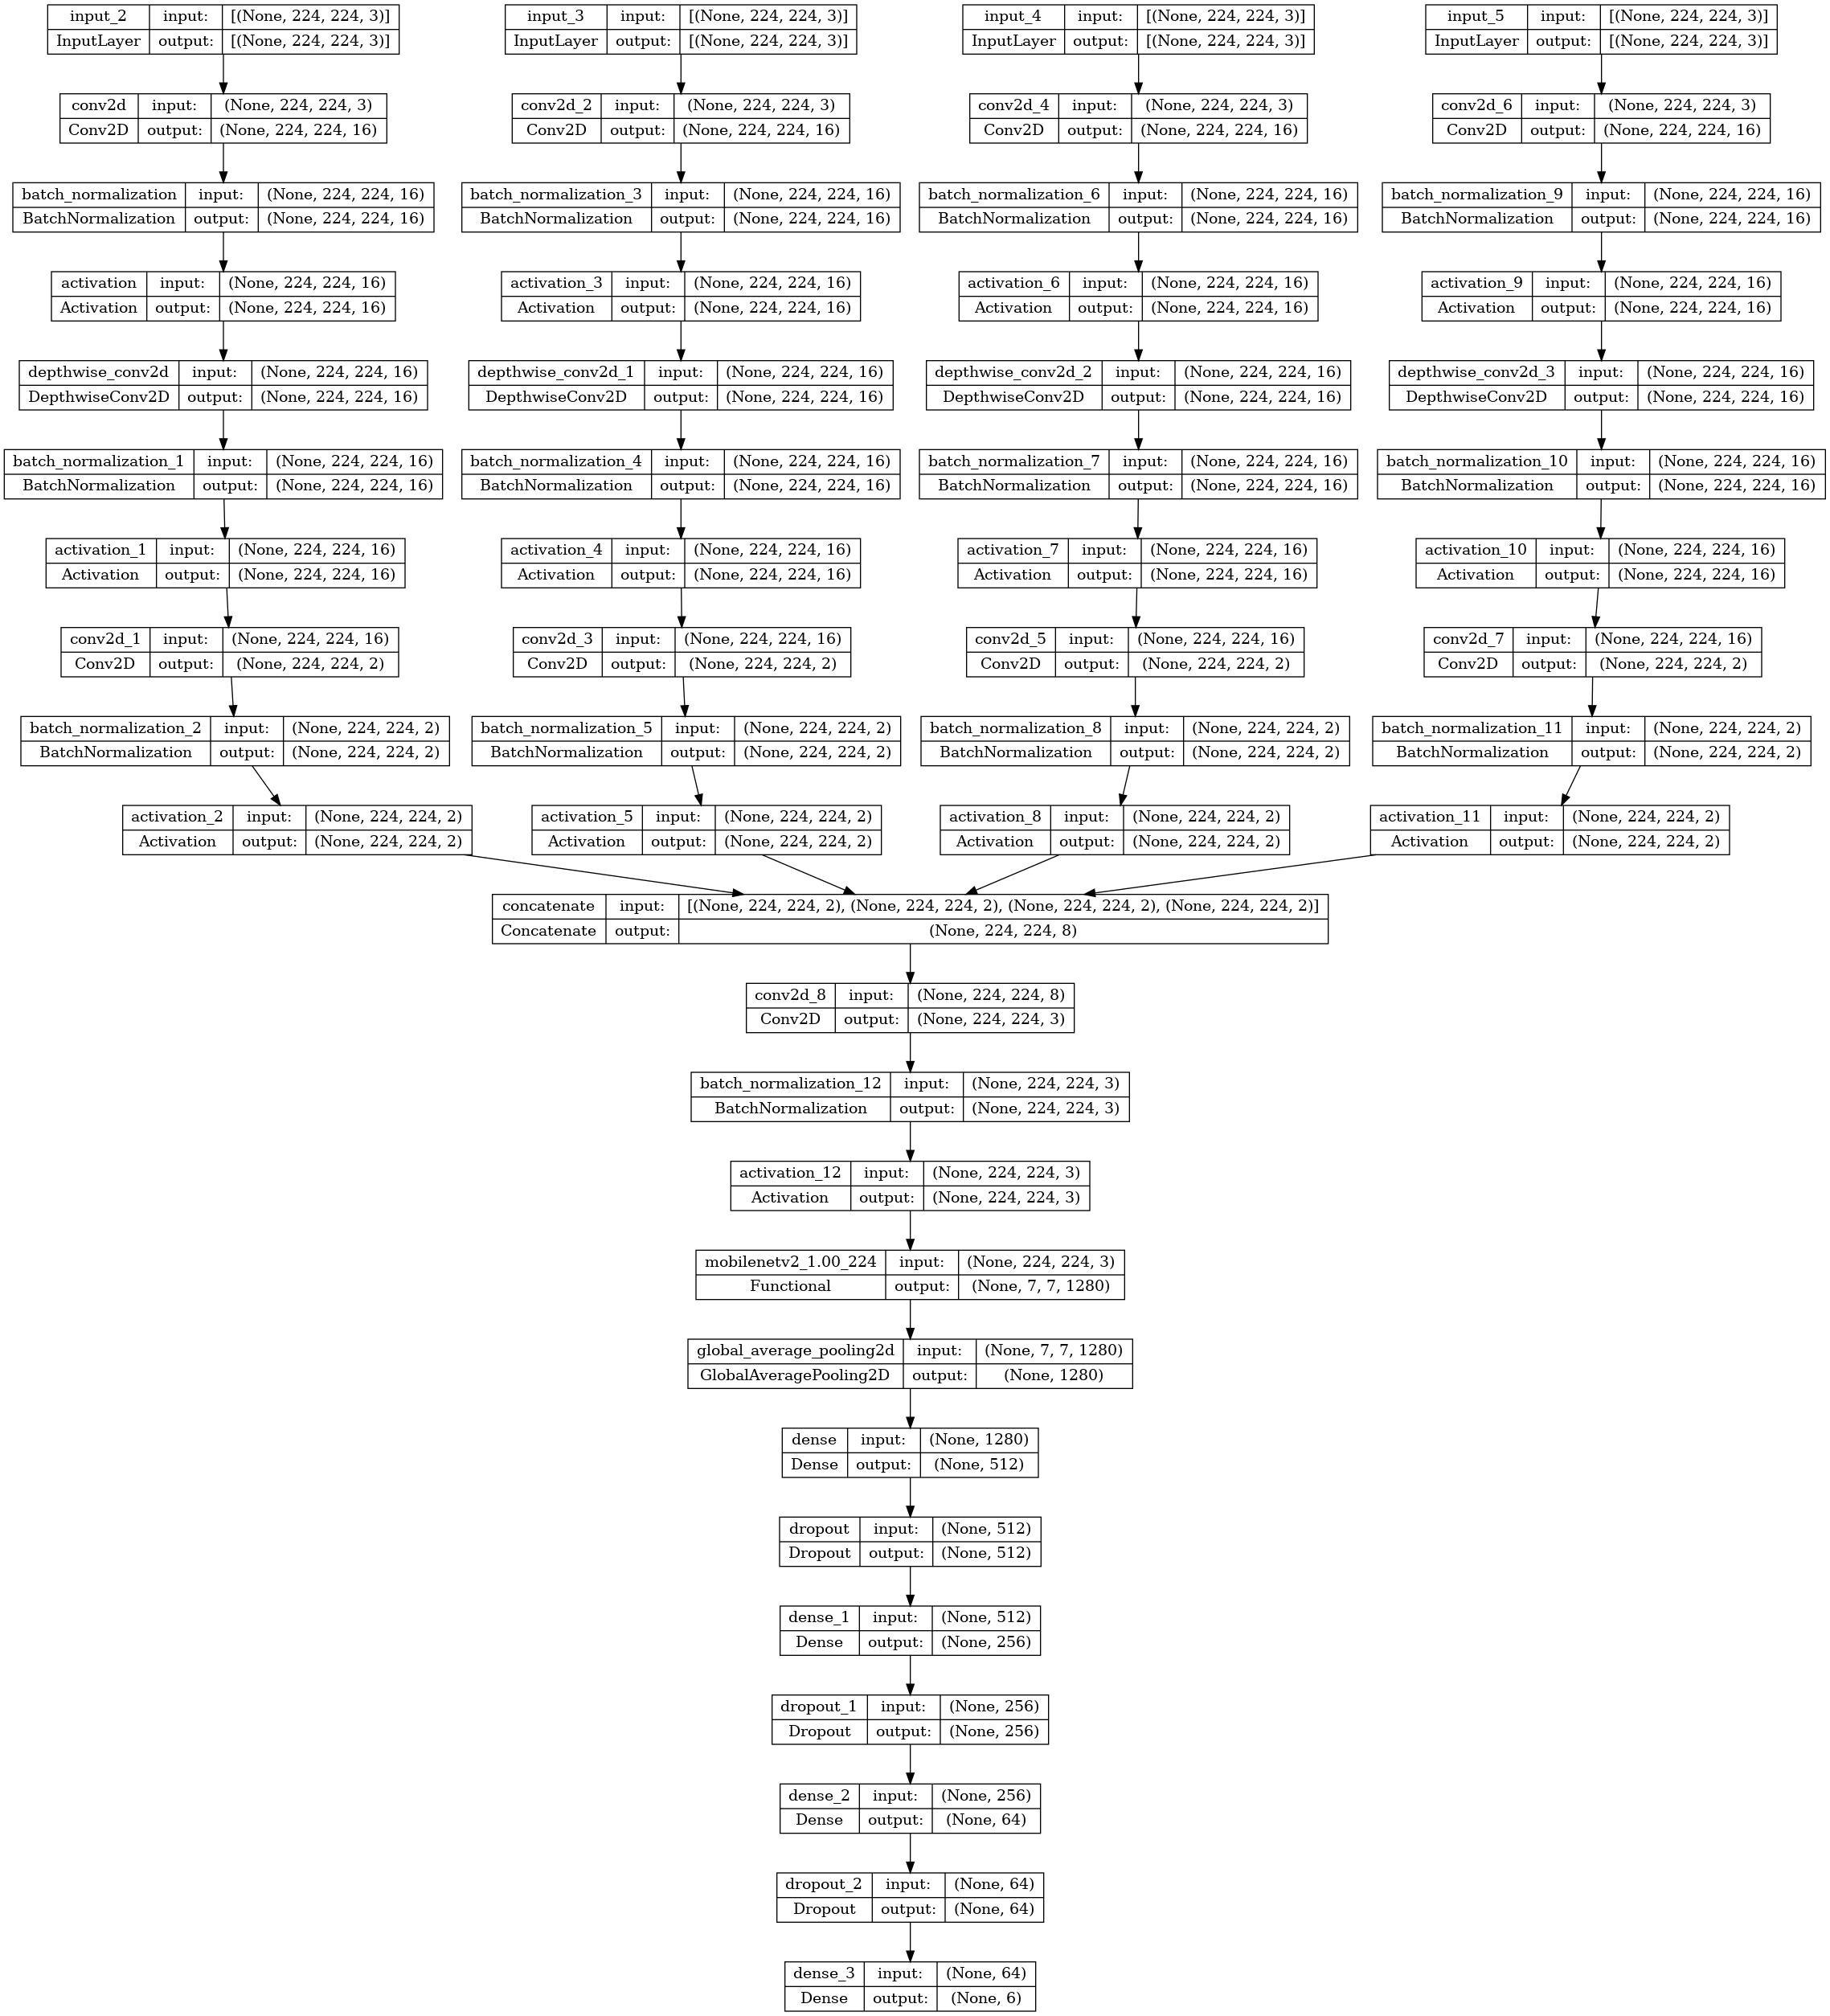 input_2 input: [(None, 224, 224, 3)]
InputLayer output: [(None, 224, 224, 3)]
input_3 input: [(None, 224, 224, 3)]
InputLayer output: [(None, 224, 224, 3)]
input_4 input: [(None, 224, 224, 3)]
InputLayer output: [(None, 224, 224, 3)]
input_5 input: [(None, 224, 224, 3)]
InputLayer output: [(None, 224, 224, 3)]
conv2d input: (None, 224, 224, 3)
Conv2D output: (None, 224, 224, 16)
conv2d_2 input: (None, 224, 224, 3)
Conv2D output: (None, 224, 224, 16)
conv2d_4 input: (None, 224, 224, 3)
Conv2D output: (None, 224, 224, 16)
conv2d_6 input: (None, 224, 224, 3)
Conv2D output: (None, 224, 224, 16)
batch_normalization input: (None, 224, 224, 16)
BatchNormalization output: (None, 224, 224, 16)
batch_normalization_3 input: (None, 224, 224, 16)
BatchNormalization output: (None, 224, 224, 16)
batch_normalization_6 input: (None, 224, 224, 16)
BatchNormalization output: (None, 224, 224, 16)
batch_normalization_9 input: (None, 224, 224, 16)
BatchNormalization output: (None, 224, 224, 16)
activation input: (None, 224, 224, 16)
Activation output: (None, 224, 224, 16)
activation_3 input: (None, 224, 224, 16)
Activation output: (None, 224, 224, 16)
activation_6 input: (None, 224, 224, 16)
Activation output: (None, 224, 224, 16)
activation_9 input: (None, 224, 224, 16)
Activation output: (None, 224, 224, 16)
depthwise_conv2d input: (None, 224, 224, 16)
DepthwiseConv2D output: (None, 224, 224, 16)
depthwise_conv2d_1 input: (None, 224, 224, 16)
DepthwiseConv2D output: (None, 224, 224, 16)
depthwise_conv2d_2 input: (None, 224, 224, 16)
DepthwiseConv2D output: (None, 224, 224, 16)
depthwise_conv2d_3 input: (None, 224, 224, 16)
DepthwiseConv2D output: (None, 224, 224, 16)
batch_normalization_1 input: (None, 224, 224, 16)
BatchNormalization output: (None, 224, 224, 16)
batch_normalization_4 input: (None, 224, 224, 16)
BatchNormalization output: (None, 224, 224, 16)
batch_normalization_7 input: (None, 224, 224, 16)
BatchNormalization output: (None, 224, 224, 16)
batch_normalization_10 input: (None, 224, 224, 16)
BatchNormalization output: (None, 224, 224, 16)
activation_1 input: (None, 224, 224, 16)
Activation output: (None, 224, 224, 16)
activation_4 input: (None, 224, 224, 16)
Activation output: (None, 224, 224, 16)
activation_7 input: (None, 224, 224, 16)
Activation output: (None, 224, 224, 16)
activation_10 input: (None, 224, 224, 16)
Activation output: (None, 224, 224, 16)
conv2d_1 input: (None, 224, 224, 16)
Conv2D output: (None, 224, 224, 2)
conv2d_3 input: (None, 224, 224, 16)
Conv2D output: (None, 224, 224, 2)
conv2d_5 input: (None, 224, 224, 16)
Conv2D output: (None, 224, 224, 2)
conv2d_7 input: (None, 224, 224, 16)
Conv2D output: (None, 224, 224, 2)
batch_normalization_2 input: (None, 224, 224, 2)
BatchNormalization output: (None, 224, 224, 2)
batch_normalization_5 input: (None, 224, 224, 2)
BatchNormalization output: (None, 224, 224, 2)
batch_normalization_8 input: (None, 224, 224, 2)
BatchNormalization output: (None, 224, 224, 2)
batch_normalization_11 input: (None, 224, 224, 2)
BatchNormalization output: (None, 224, 224, 2)
activation_2 input: (None, 224, 224, 2)
Activation output: (None, 224, 224, 2)
activation_5 input: (None, 224, 224, 2)
Activation output: (None, 224, 224, 2)
activation_8 input: (None, 224, 224, 2)
Activation output: (None, 224, 224, 2)
activation_11 input: (None, 224, 224, 2)
Activation output: (None, 224, 224, 2)
concatenate input: [(None, 224, 224, 2), (None, 224, 224, 2), (None, 224, 224, 2), (None, 224, 224, 2)]
Concatenate output: (None, 224, 224, 8)
conv2d_8 input: (None, 224, 224, 8)
Conv2D output: (None, 224, 224, 3)
batch_normalization_12 input: (None, 224, 224, 3)
BatchNormalization output: (None, 224, 224, 3)
activation_12 input: (None, 224, 224, 3)
Activation output: (None, 224, 224, 3)
mobilenetv2_1.00_224 input: (None, 224, 224, 3)
Functional output: (None, 7, 7, 1280)
global_average_pooling2d input: (None, 7, 7, 1280)
GlobalAveragePooling2D output: (None, 1280)
dense input: (None, 1280)
Dense output: (None, 512)
dropout input: (None, 512)
Dropout output: (None, 512)
dense_1 input: (None, 512)
Dense output: (None, 256)
dropout_1 input: (None, 256)
Dropout output: (None, 256)
dense_2 input: (None, 256)
Dense output: (None, 64)
dropout_2 input: (None, 64)
Dropout output: (None, 64)
dense_3 input: (None, 64)
Dense output: (None, 6)